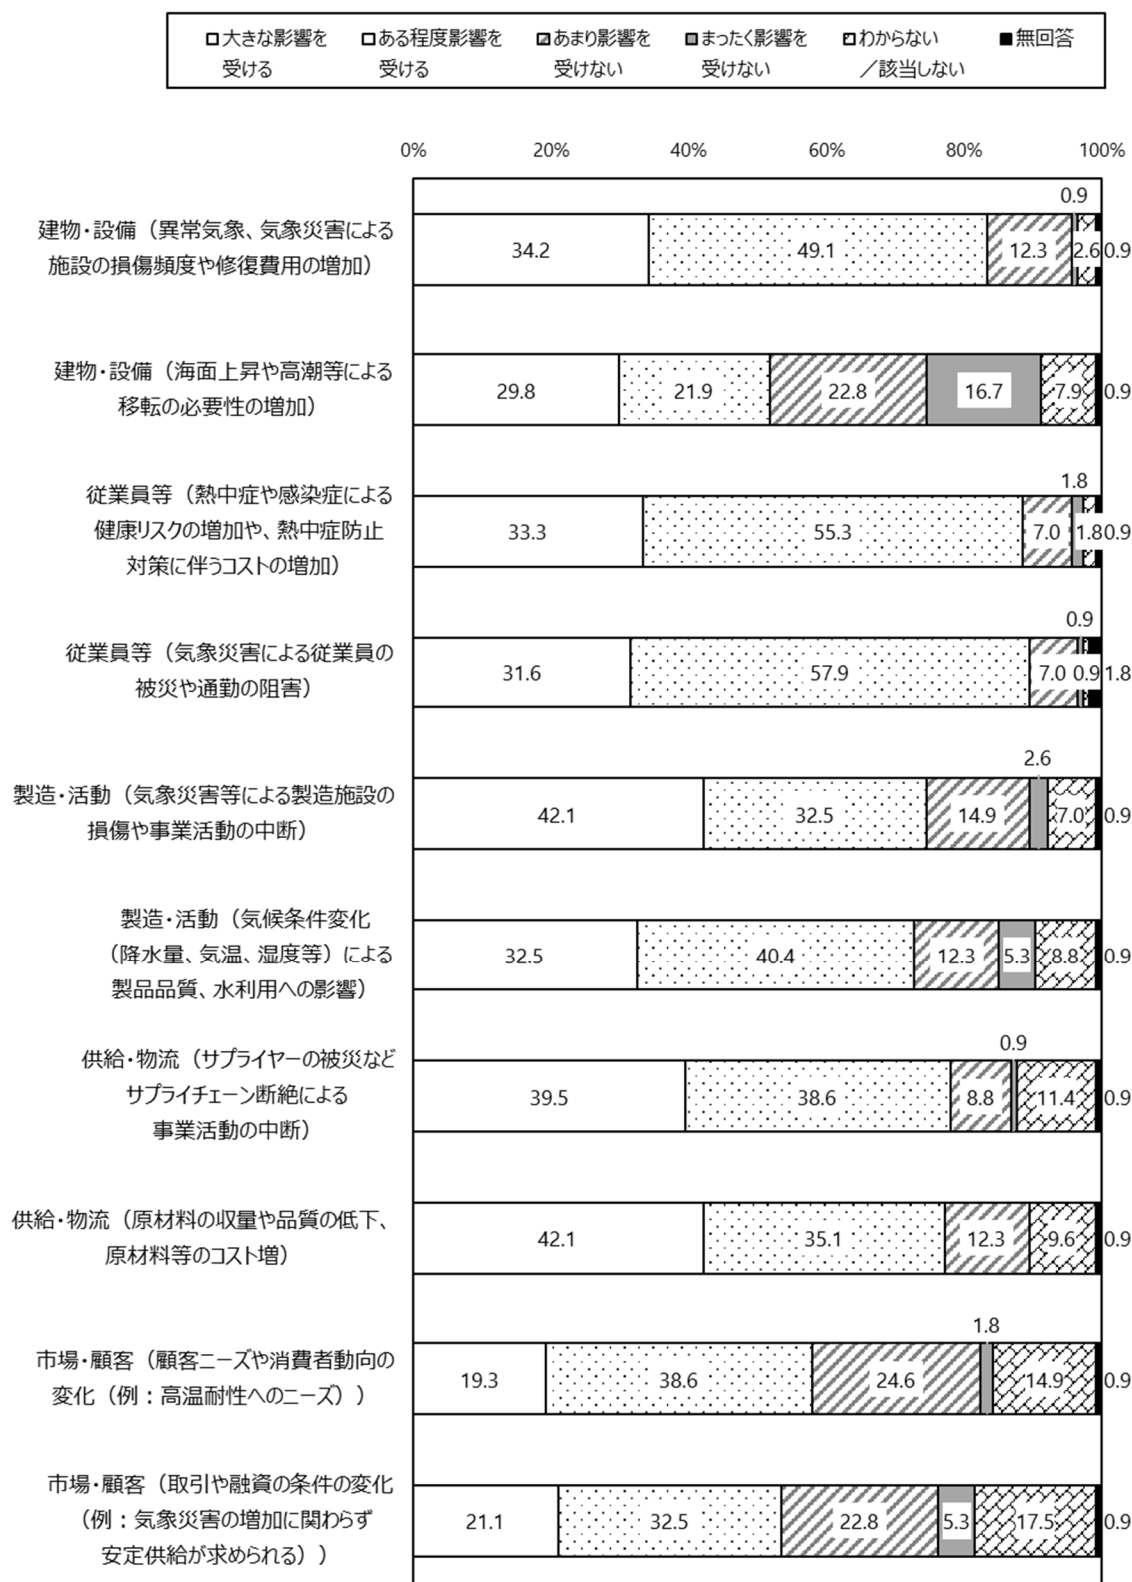 □大きな影響を □ある程度影響を あまり影響を ■まったく影響を わからない ■無回答
受ける 受ける 受けない 受けない ／該当しない
0% 20% 40% 60% 80% 100%
0.9
建物・設備（異常気象、気象災害による
施設の損傷頻度や修復費用の増加）
34.2 49.1 12.3 2.6 0.9
建物・設備（海面上昇や高潮等による
移転の必要性の増加）
29.8 21.9 22.8 16.7 7.9 0.9
1.8
従業員等（熱中症や感染症による
健康リスクの増加や、熱中症防止
対策に伴うコストの増加）
33.3 55.3 7.0 1.8 0.9
0.9
従業員等（気象災害による従業員の
被災や通勤の阻害）
31.6 57.9 7.0 0.9 1.8
2.6
製造・活動（気象災害等による製造施設の
損傷や事業活動の中断）
42.1 32.5 14.9 7.0 0.9
製造・活動（気候条件変化
（降水量、気温、湿度等）による
製品品質、水利用への影響）
32.5 40.4 12.3 5.3 8.8 0.9
0.9
供給・物流（サプライヤーの被災など
サプライチェーン断絶による
事業活動の中断）
39.5 38.6 8.8 11.4 0.9
供給・物流（原材料の収量や品質の低下、
原材料等のコスト増）
42.1 35.1 12.3 9.6 0.9
1.8
市場・顧客（顧客ニーズや消費者動向の
変化（例：高温耐性へのニーズ））
19.3 38.6 24.6 14.9 0.9
市場・顧客（取引や融資の条件の変化
（例：気象災害の増加に関わらず
安定供給が求められる））
21.1 32.5 22.8 5.3 17.5 0.9